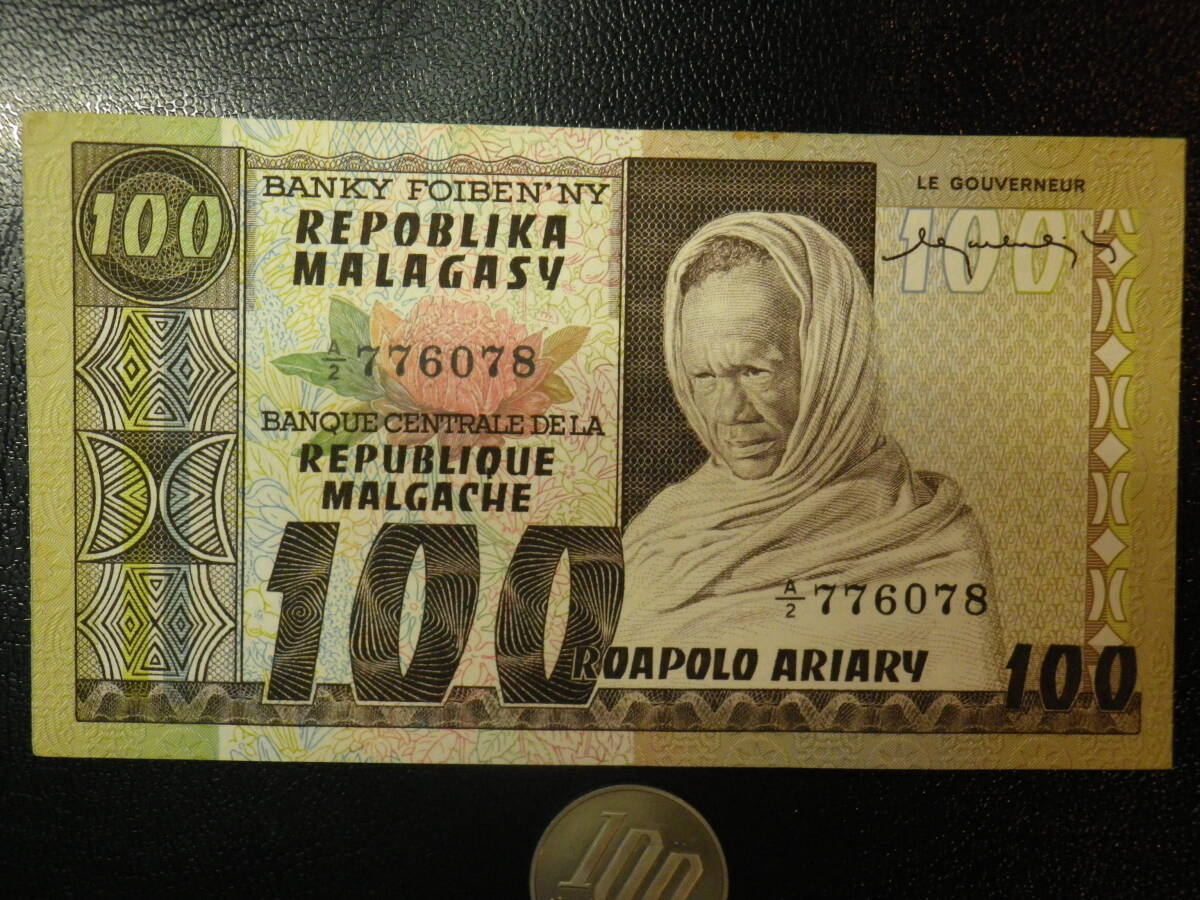 100
BANKY FOIBEN'NY
REPOBLIKA
MALAGASY
A/2 776078
BANQUE CENTRALE DE LA
REPUBLIQUE
MALGACHE
100
LE GOUVERNEUR
100
A/2 776078
ROAPOLO ARIARY
100
100